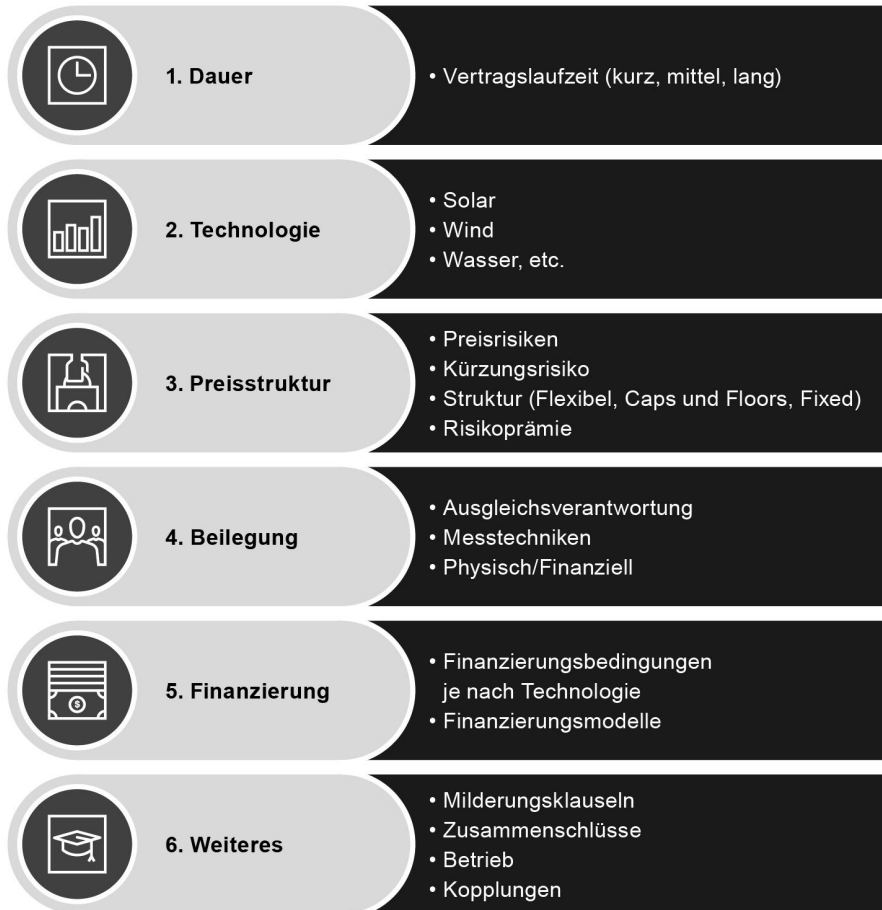 1. Dauer
• Vertragslaufzeit (kurz, mittel, lang)
2. Technologie
• Solar
• Wind
• Wasser, etc.
3. Preisstruktur
• Preisrisiken
• Kürzungsrisiko
• Struktur (Flexibel, Caps und Floors, Fixed)
• Risikoprämie
4. Beilegung
• Ausgleichsverantwortung
• Messtechniken
• Physisch/Finanziell
$
5. Finanzierung
• Finanzierungsbedingungen
je nach Technologie
• Finanzierungsmodelle
6. Weiteres
• Milderungsklauseln
• Zusammenschlüsse
• Betrieb
• Kopplungen